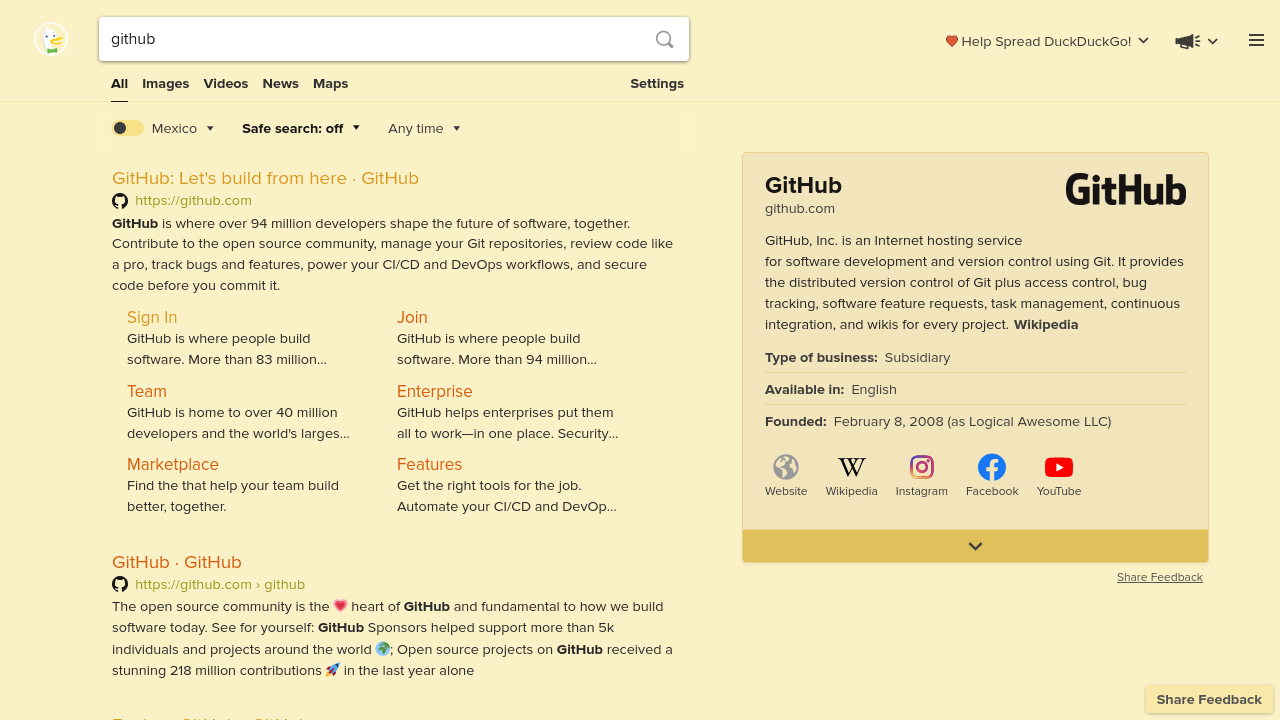 github
Help Spread DuckDuckGo!
All
Images
Videos
News
Maps
Settings
Mexico
Safe search: off
Any time
GitHub: Let's build from here · GitHub
https://github.com
GitHub is where over 94 million developers shape the future of software, together.
Contribute to the open source community, manage your Git repositories, review code like
a pro, track bugs and features, power your CI/CD and DevOps workflows, and secure
code before you commit it.
Sign In
GitHub is where people build
software. More than 83 million...
Join
GitHub is where people build
software. More than 94 million...
Team
GitHub is home to over 40 million
developers and the world's larges...
Enterprise
GitHub helps enterprises put them
all to work—in one place. Security...
Marketplace
Find the that help your team build
better, together.
Features
Get the right tools for the job.
Automate your CI/CD and DevOp...
GitHub · GitHub
https://github.com › github
The open source community is the 💗 heart of GitHub and fundamental to how we build
software today. See for yourself: GitHub Sponsors helped support more than 5k
individuals and projects around the world 🌍; Open source projects on GitHub received a
stunning 218 million contributions 🚀 in the last year alone
GitHub
GitHub
github.com
GitHub, Inc. is an Internet hosting service
for software development and version control using Git. It provides
the distributed version control of Git plus access control, bug
tracking, software feature requests, task management, continuous
integration, and wikis for every project. Wikipedia
Type of business: Subsidiary
Available in: English
Founded: February 8, 2008 (as Logical Awesome LLC)
Website
Wikipedia
Instagram
Facebook
YouTube
Share Feedback
Share Feedback